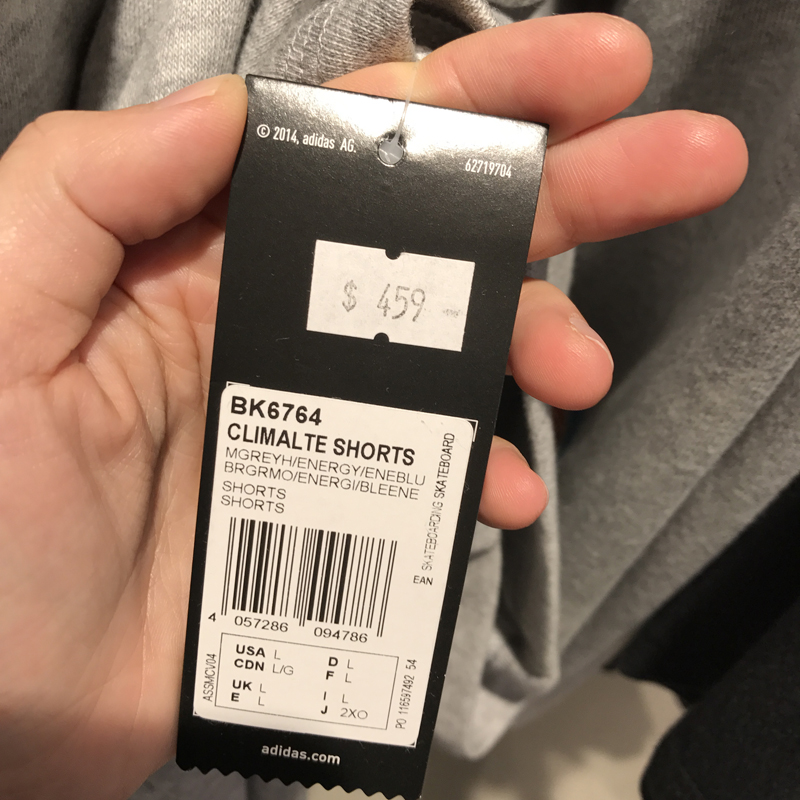 © 2014, adidas AG.
62719704
$ 459
BK6764
CLIMALTE SHORTS
MGREYH/ENERGY/ENEBLU
BRGRMO/ENERGI/BLEENE
SHORTS
SHORTS
SKATEBOARDING SKATEBOARD
EAN
4 057286 094786
ASSMCV04
USA L D L
CDN L/G F L
UK L I L
E L J 2XO
PO 116597492 54
adidas.com